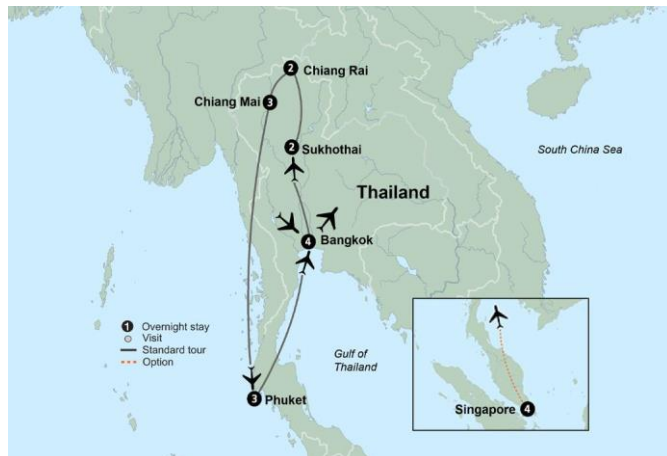 2 Chiang Rai
Chiang Mai 3
2 Sukhothai
South China Sea
Thailand
4 Bangkok
1 Overnight stay
Visit
Standard tour
Option
Gulf of
Thailand
3 Phuket
Singapore 4